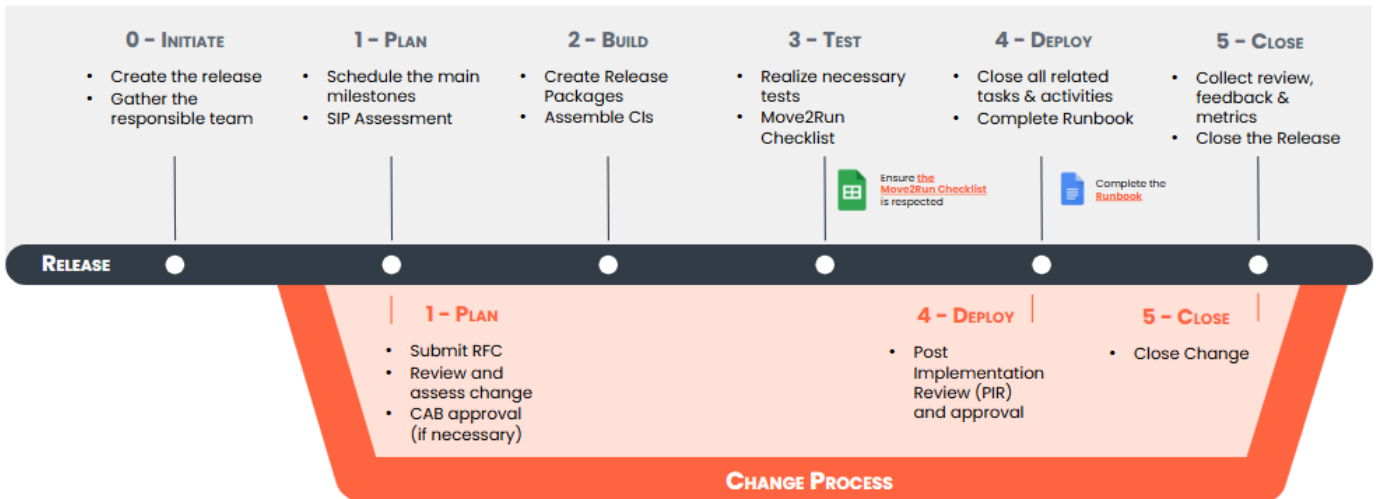 0 – Initiate
• Create the release
• Gather the
responsible team
1 – Plan
• Schedule the main
milestones
• SIP Assessment
2 – Build
• Create Release
Packages
• Assemble CIs
3 – Test
• Realize necessary
tests
• Move2Run
Checklist
Ensure the
Move2Run Checklist
is respected
4 – Deploy
• Close all related
tasks & activities
• Complete Runbook
Complete the
Runbook
5 – Close
• Collect review,
feedback &
metrics
• Close the Release
Release
1 – Plan
• Submit RFC
• Review and
assess change
• CAB approval
(if necessary)
4 – Deploy
• Post
Implementation
Review (PIR)
and approval
5 – Close
• Close Change
Change Process